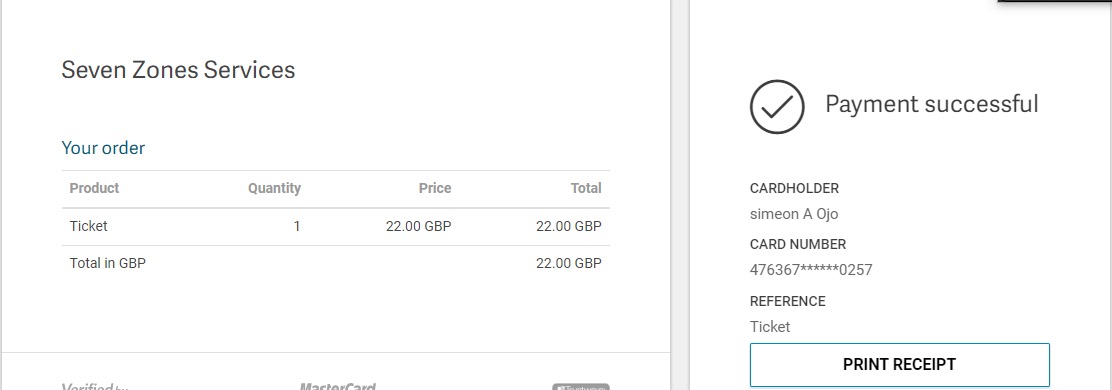 Seven Zones Services
Your order
Product Quantity Price Total
Ticket 1 22.00 GBP 22.00 GBP
Total in GBP 22.00 GBP
Verified by MasterCard Trustwave
Payment successful
CARDHOLDER
simeon A Ojo
CARD NUMBER
476367******0257
REFERENCE
Ticket
PRINT RECEIPT